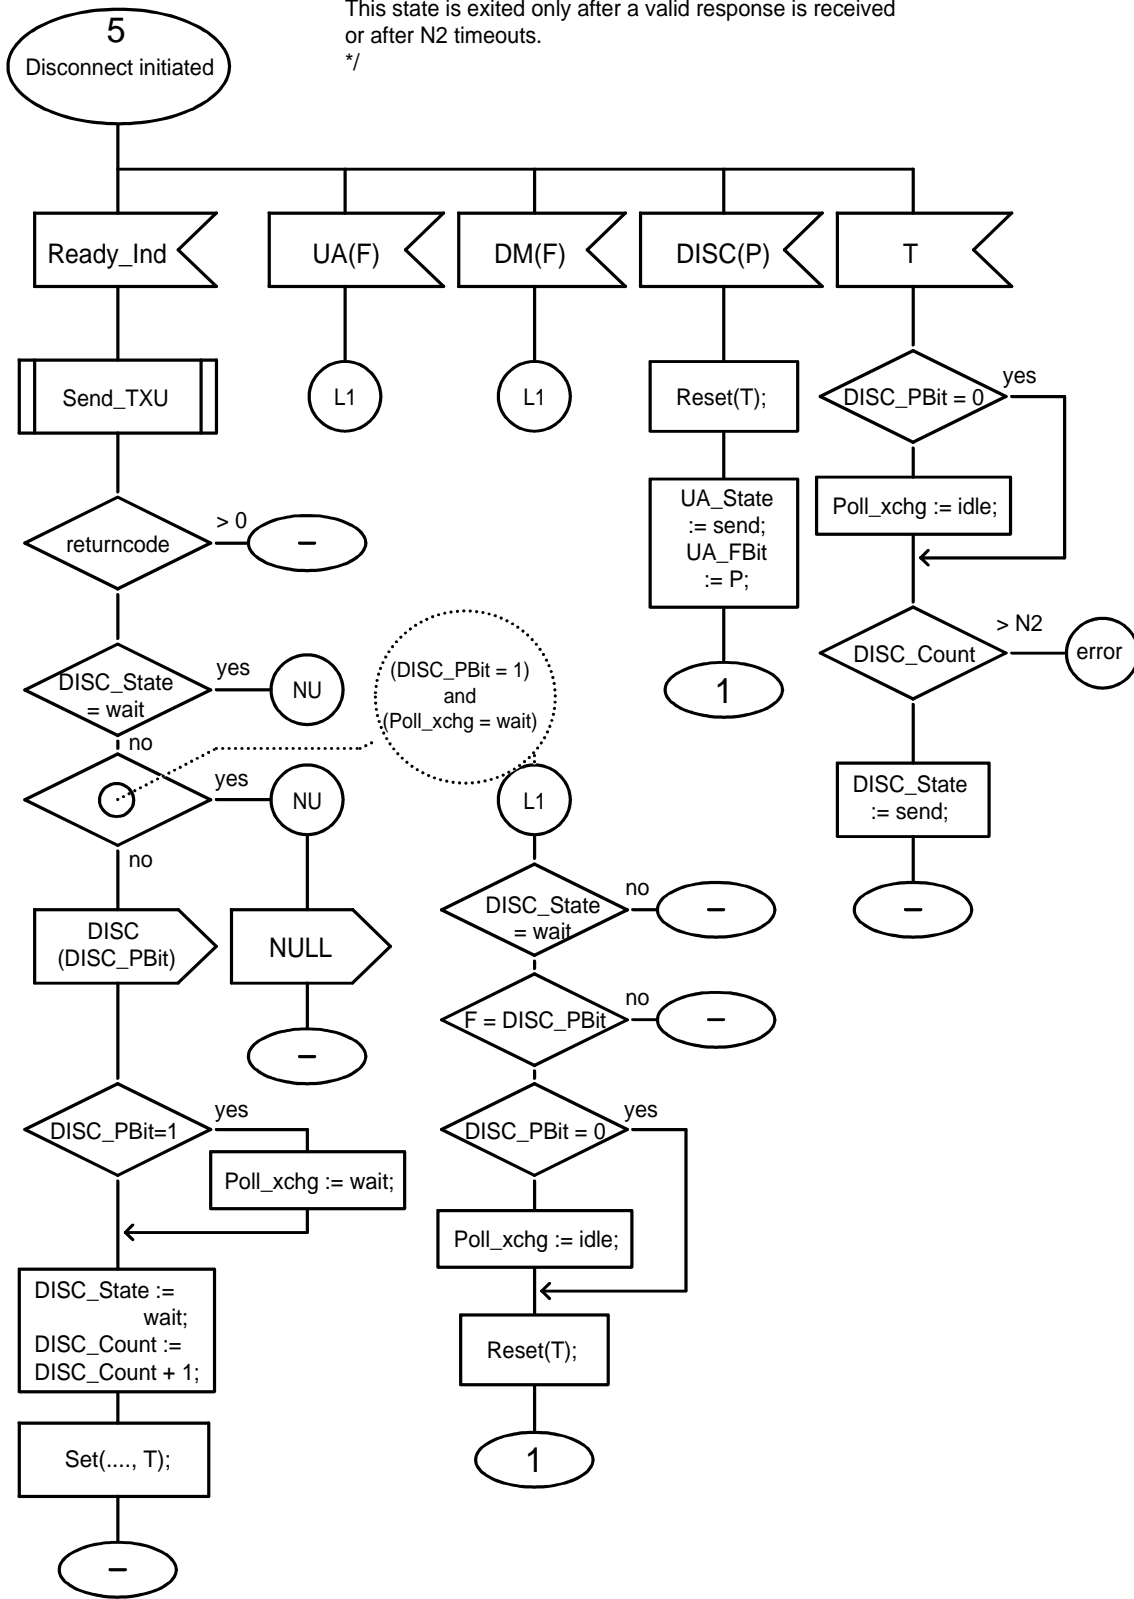 This state is exited only after a valid response is received
or after N2 timeouts.
*/
5
Disconnect initiated
Ready_Ind
UA(F)
DM(F)
DISC(P)
T
Send_TXU
L1
L1
Reset(T);
DISC_PBit = 0
yes
UA_State
:= send;
UA_FBit
:= P;
Poll_xchg := idle;
returncode
> 0
–
DISC_Count
> N2
error
1
DISC_State
= wait
yes
NU
no
(DISC_PBit = 1)
and
(Poll_xchg = wait)
yes
NU
no
L1
DISC_State
:= send;
–
DISC
(DISC_PBit)
NULL
–
DISC_State
= wait
no
–
F = DISC_PBit
no
–
DISC_PBit=1
yes
Poll_xchg := wait;
DISC_PBit = 0
yes
Poll_xchg := idle;
DISC_State :=
wait;
DISC_Count :=
DISC_Count + 1;
Reset(T);
Set(...., T);
1
–